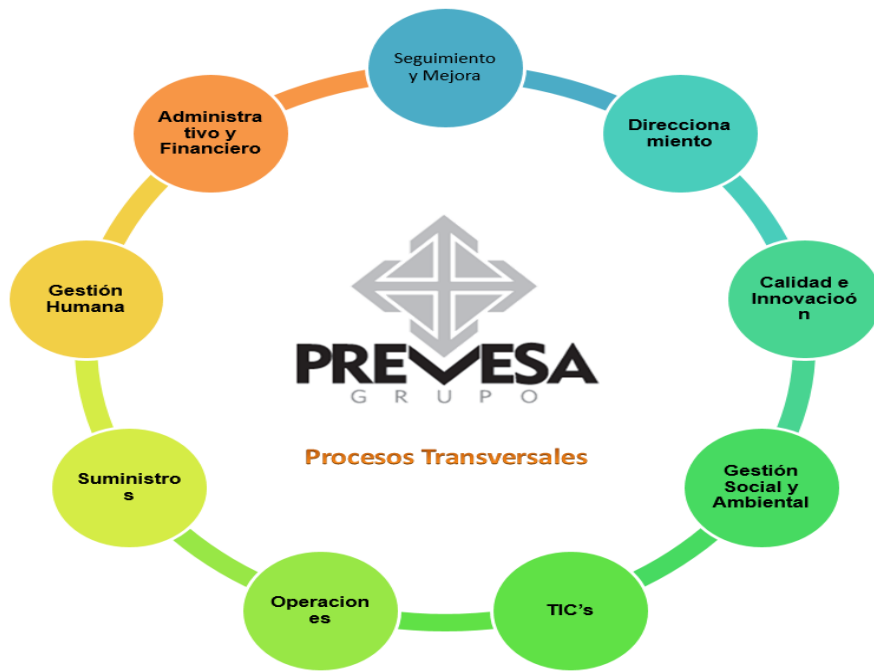 Seguimiento
y Mejora
Direcciona
miento
Calidad e
Innovacioó
n
Gestión
Social y
Ambiental
TIC's
Operacion
es
Suministro
s
Gestión
Humana
Administra
tivo y
Financiero
PREVESA
GRUPO
Procesos Transversales